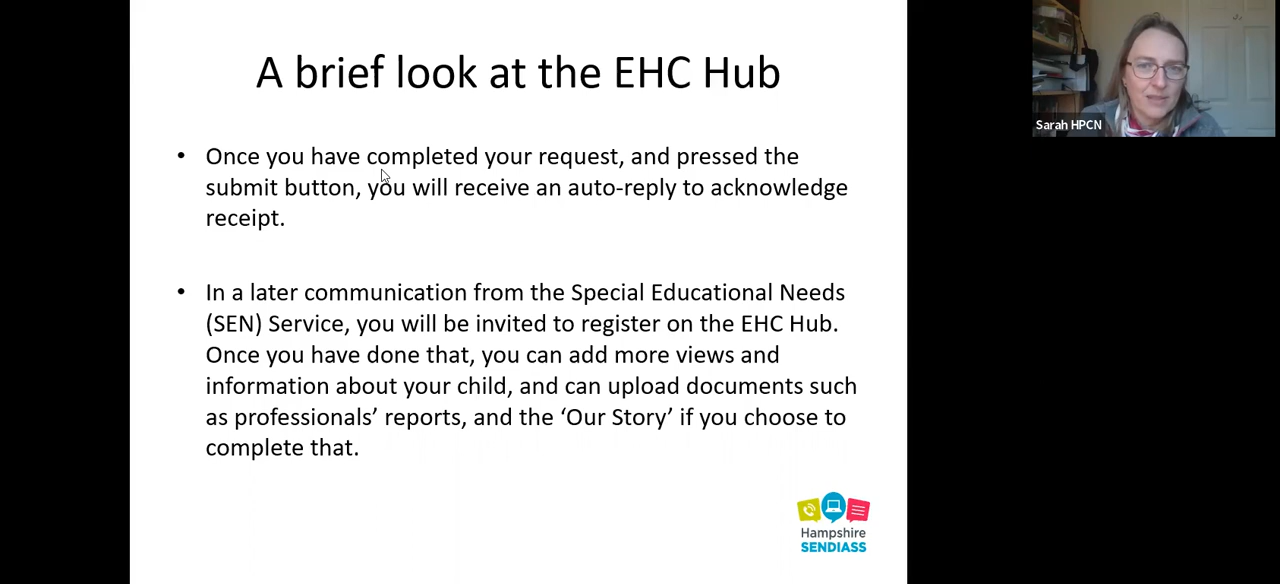 A brief look at the EHC Hub
• Once you have completed your request, and pressed the
submit button, you will receive an auto-reply to acknowledge
receipt.
• In a later communication from the Special Educational Needs
(SEN) Service, you will be invited to register on the EHC Hub.
Once you have done that, you can add more views and
information about your child, and can upload documents such
as professionals’ reports, and the ‘Our Story’ if you choose to
complete that.
Hampshire
SENDIASS
Sarah HPCN